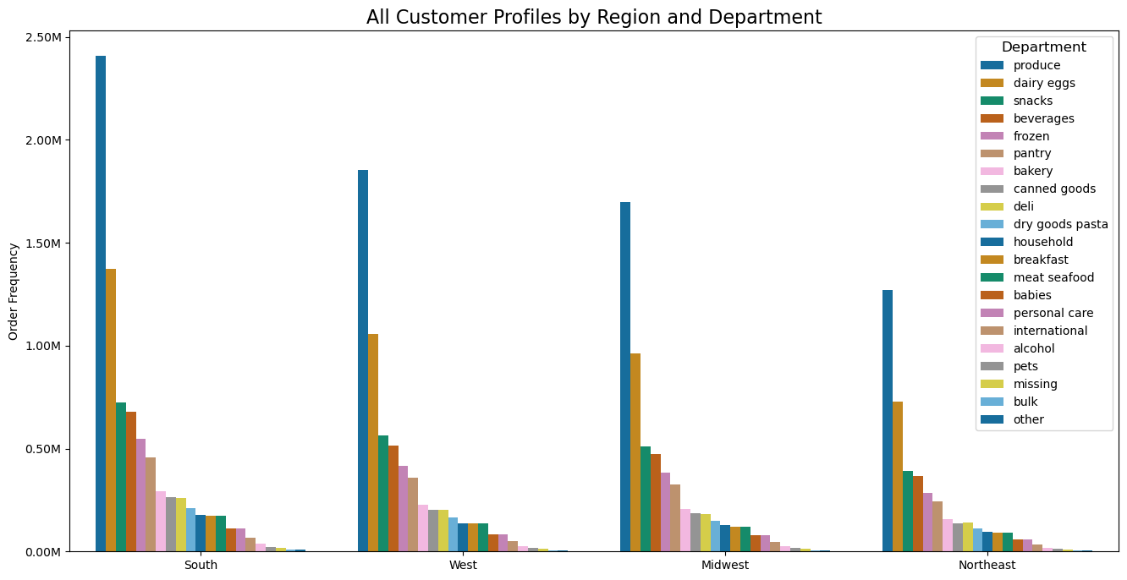 All Customer Profiles by Region and Department
Order Frequency
2.50M
2.00M
1.50M
1.00M
0.50M
0.00M
South
West
Midwest
Northeast
Department
produce
dairy eggs
snacks
beverages
frozen
pantry
bakery
canned goods
deli
dry goods pasta
household
breakfast
meat seafood
babies
personal care
international
alcohol
pets
missing
bulk
other